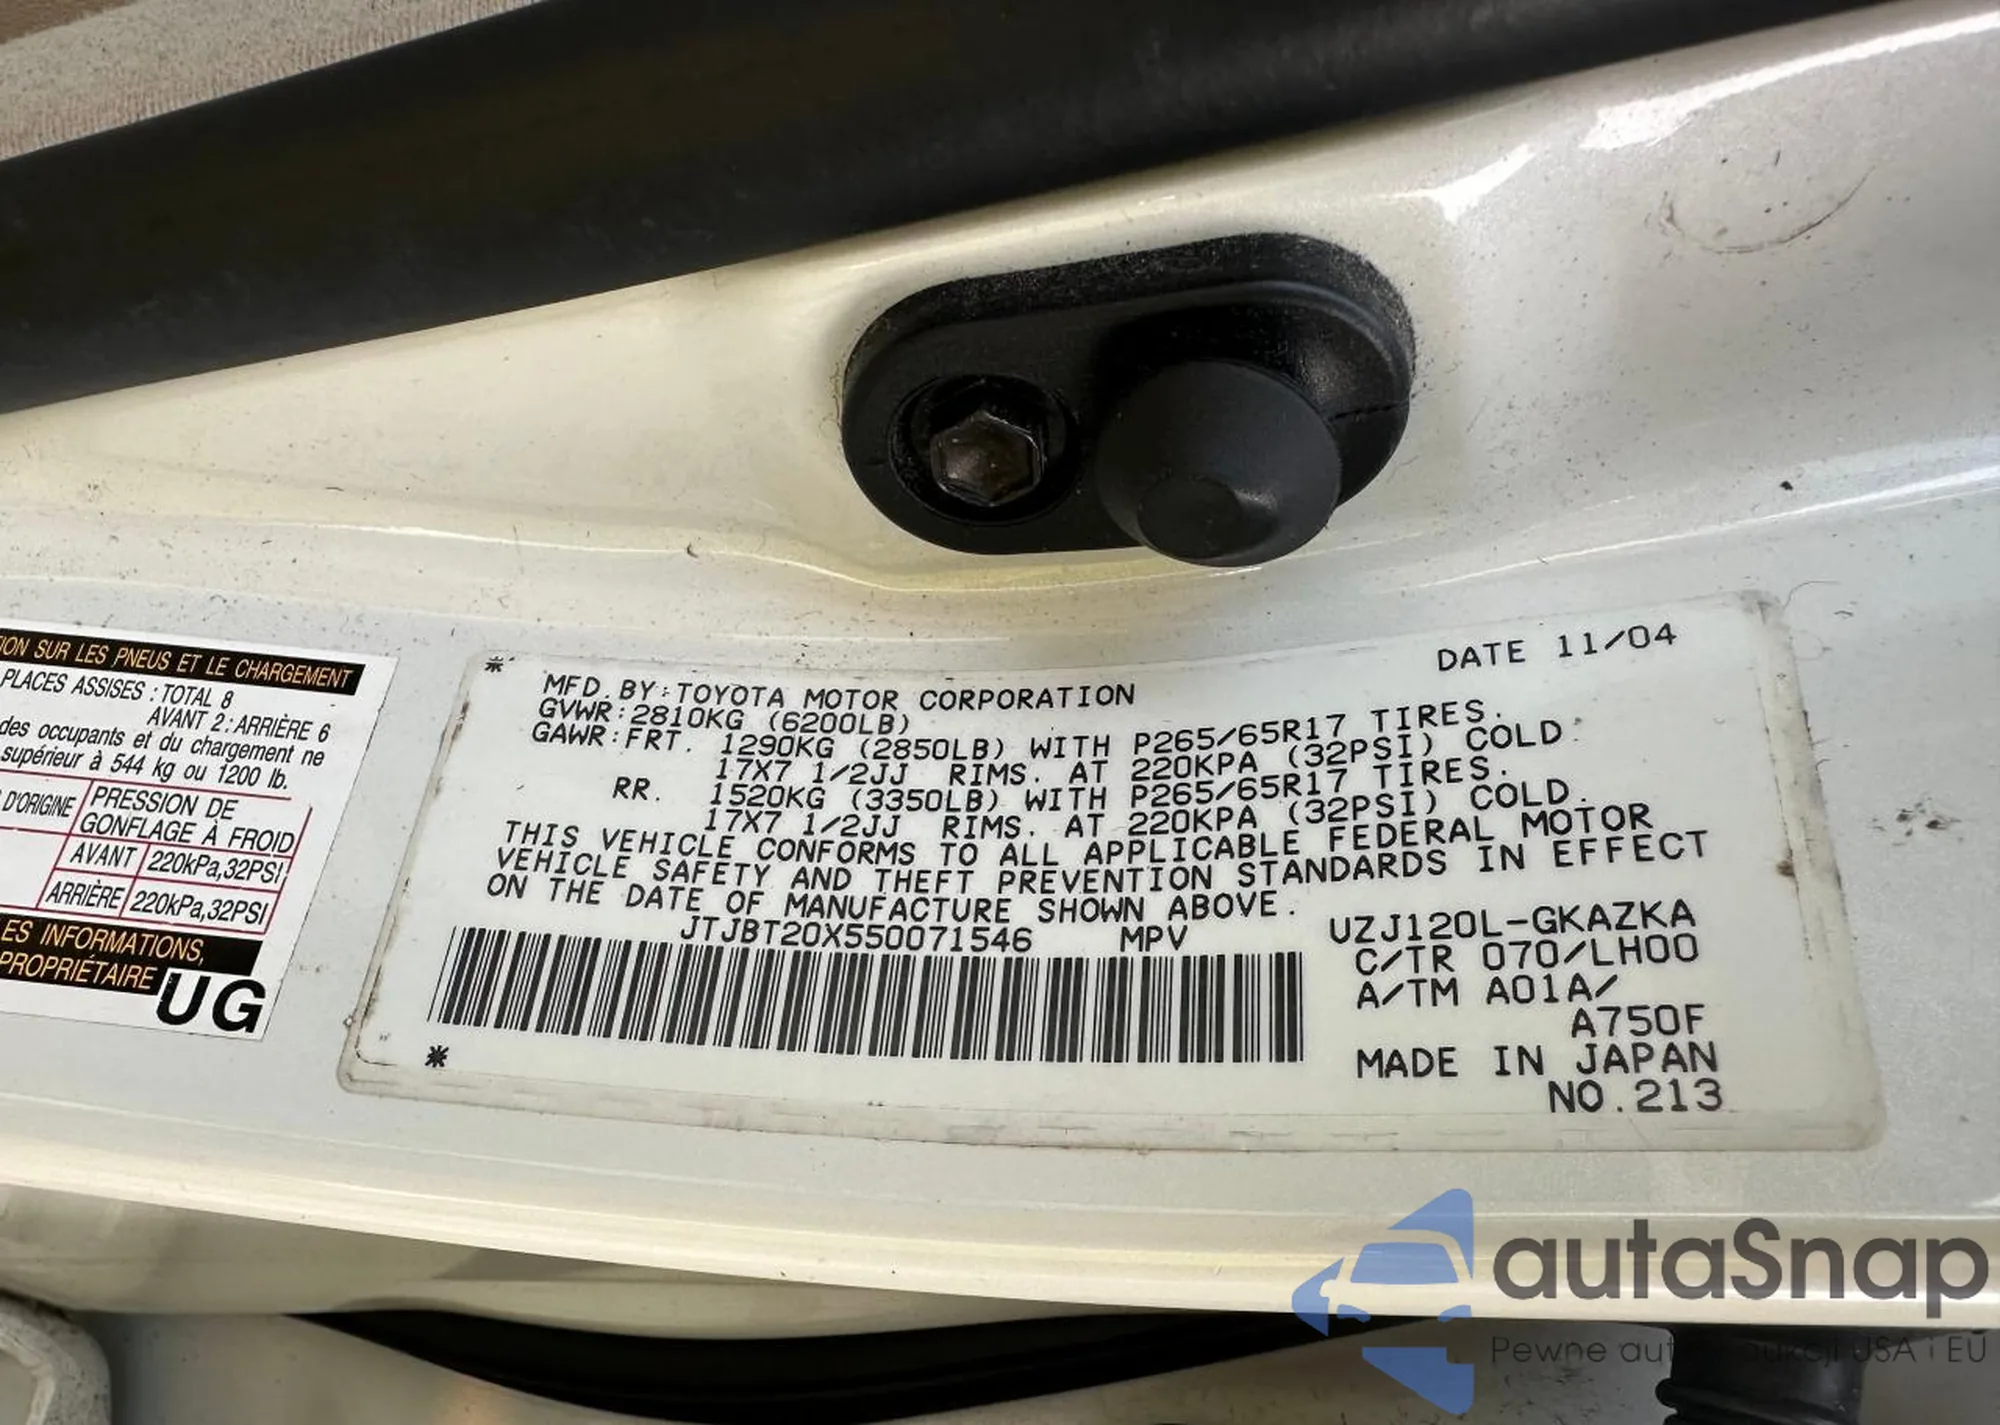 ION SUR LES PNEUS ET LE CHARGEMENT
PLACES ASSISES : TOTAL 8
AVANT 2 : ARRIÈRE 6
des occupants et du chargement ne
supérieur à 544 kg ou 1200 lb.
D'ORIGINE PRESSION DE
GONFLAGE À FROID
AVANT 220kPa,32PSI
ARRIÈRE 220kPa,32PSI
ES INFORMATIONS,
PROPRIÉTAIRE
UG
DATE 11/04
* MFD. BY:TOYOTA MOTOR CORPORATION
GVWR:2810KG (6200LB)
GAWR:FRT. 1290KG (2850LB) WITH P265/65R17 TIRES.
17X7 1/2JJ RIMS. AT 220KPA (32PSI) COLD.
RR. 1520KG (3350LB) WITH P265/65R17 TIRES.
17X7 1/2JJ RIMS. AT 220KPA (32PSI) COLD.
THIS VEHICLE CONFORMS TO ALL APPLICABLE FEDERAL MOTOR
VEHICLE SAFETY AND THEFT PREVENTION STANDARDS IN EFFECT
ON THE DATE OF MANUFACTURE SHOWN ABOVE.
JTJBT20X550071546 MPV
UZJ120L-GKAZKA
C/TR 070/LH00
A/TM A01A/
A750F
MADE IN JAPAN
NO.213
*
autaSnap
Pewne auta z aukcji USA i EU